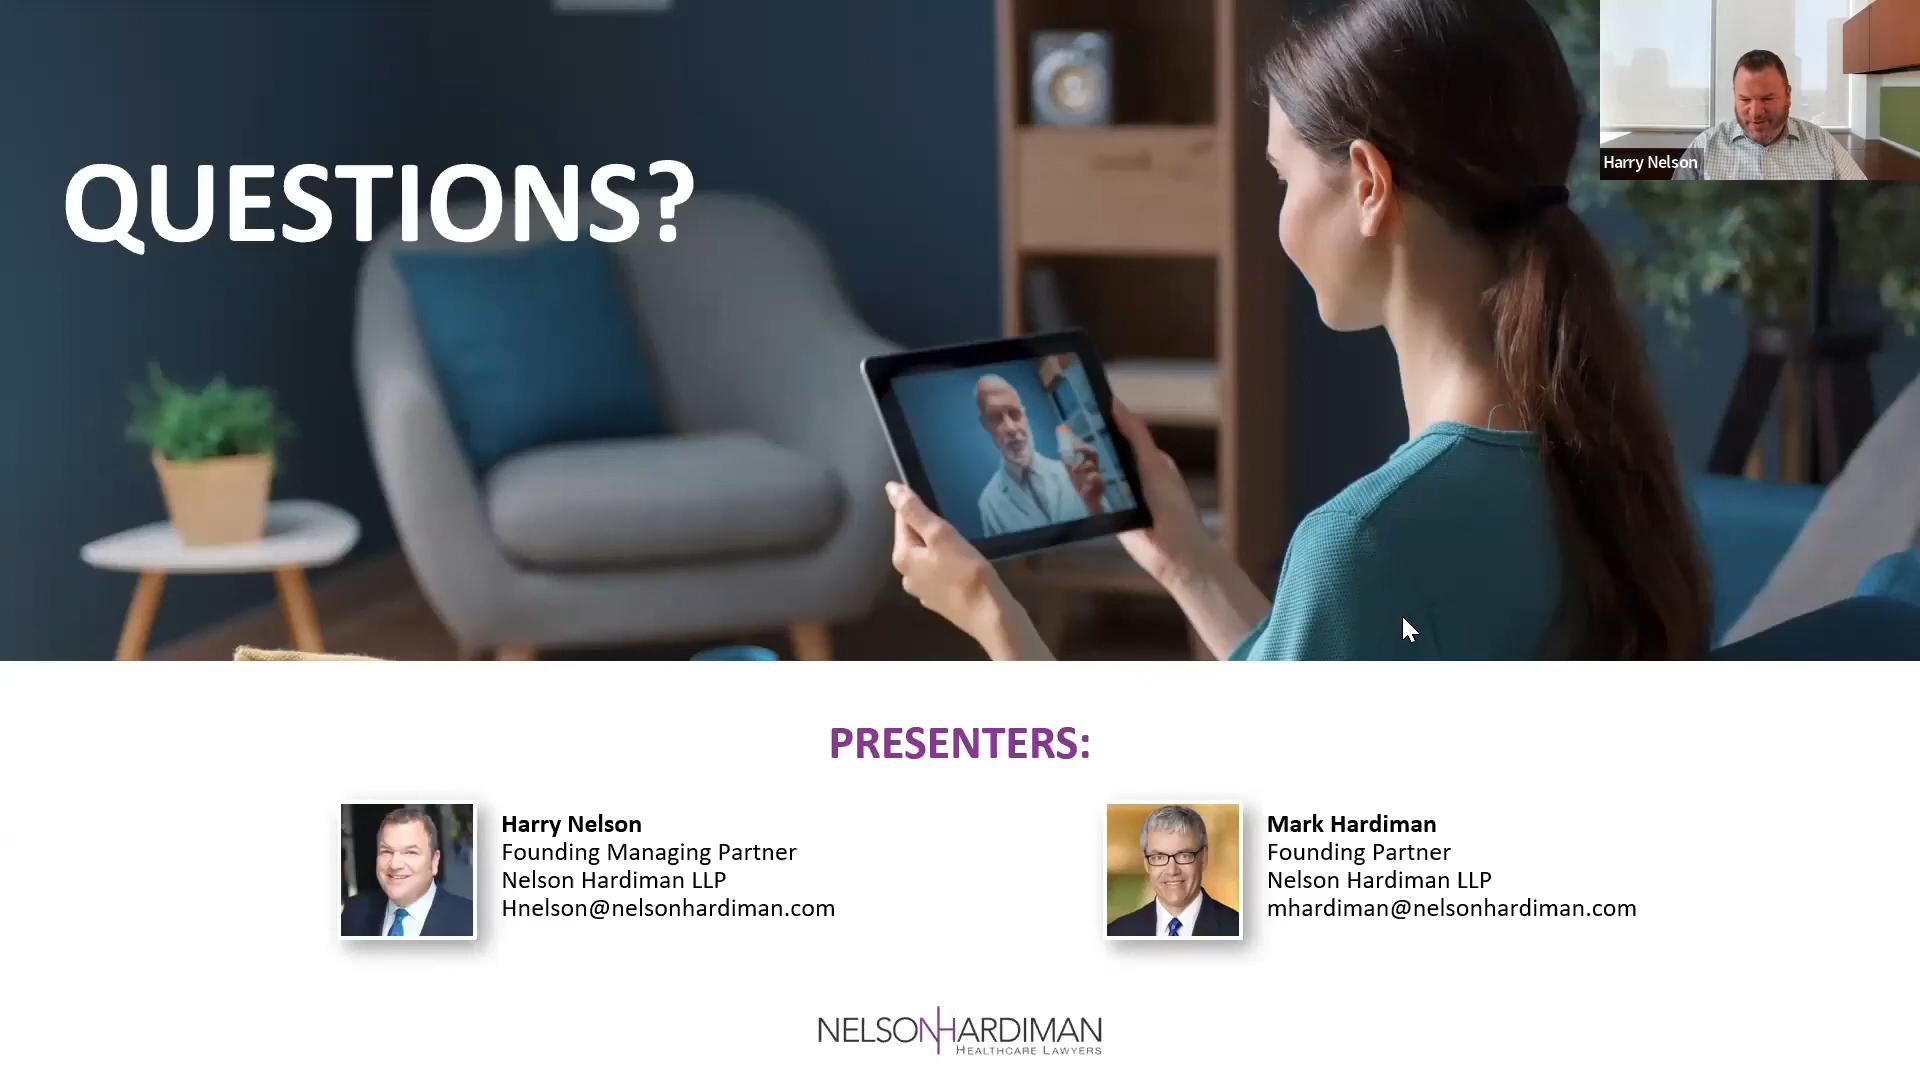 QUESTIONS?
Harry Nelson
PRESENTERS:
Harry Nelson
Founding Managing Partner
Nelson Hardiman LLP
Hnelson@nelsonhardiman.com
Mark Hardiman
Founding Partner
Nelson Hardiman LLP
mhardiman@nelsonhardiman.com
NELSONHARDIMAN
HEALTHCARE LAWYERS